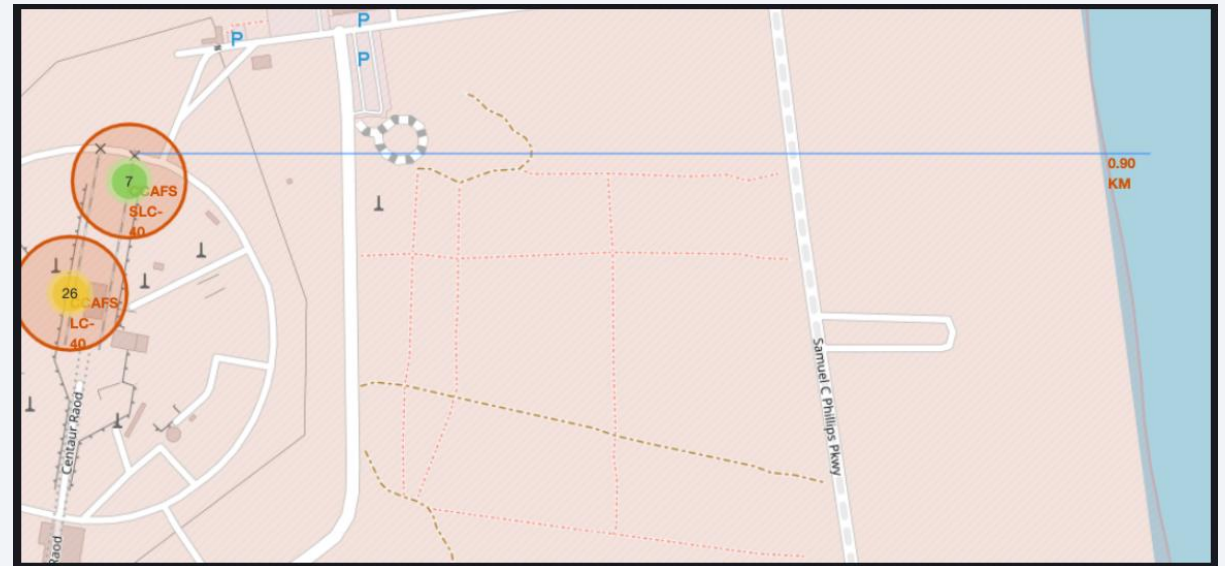 P
P
P
7
CCAFS
SLC-
40
0.90
KM
26
CCAFS
LC-
40
Samuel C Phillips Pkwy
Centaur Raod
Raod